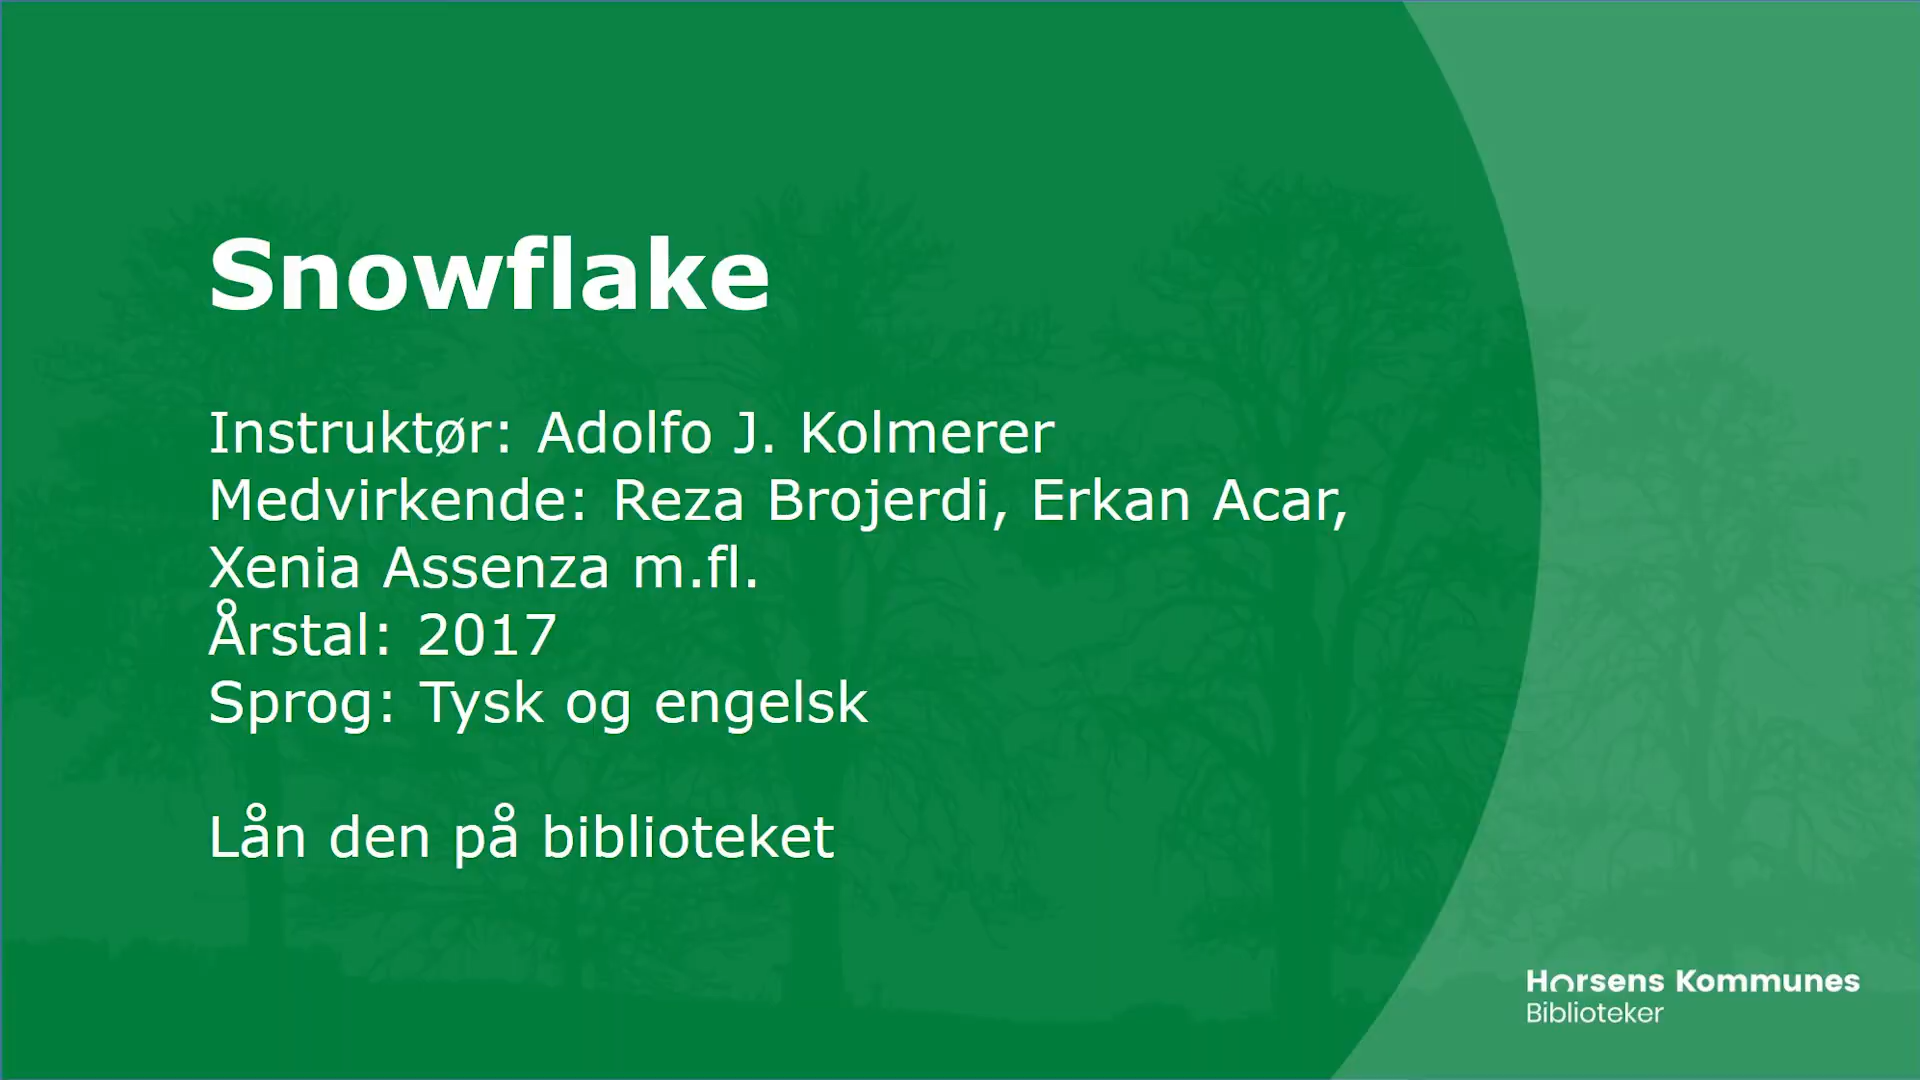 Snowflake
Instruktør: Adolfo J. Kolmerer
Medvirkende: Reza Brojerdi, Erkan Acar,
Xenia Assenza m.fl.
Årstal: 2017
Sprog: Tysk og engelsk
Lån den på biblioteket
Horsens Kommunes
Biblioteker